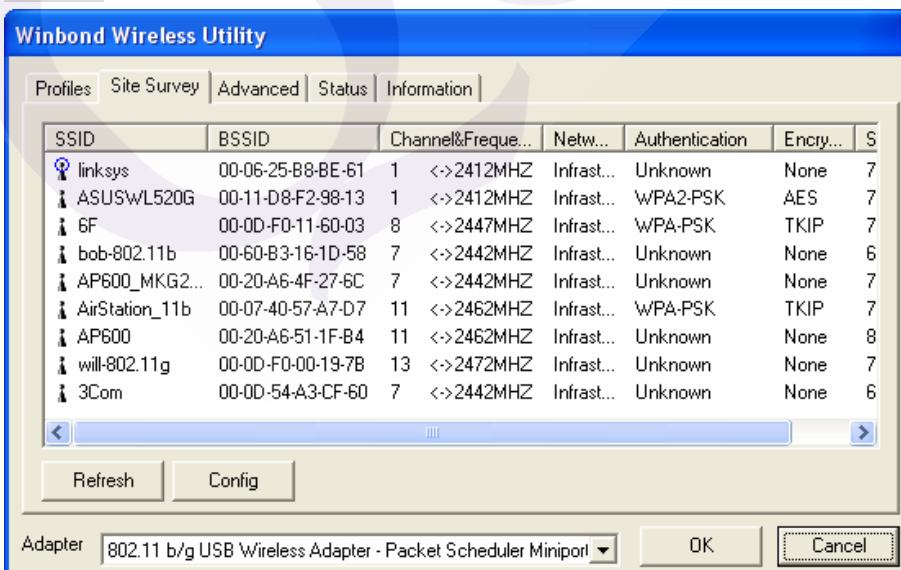 Winbond Wireless Utility
Profiles Site Survey Advanced Status Information
SSID BSSID Channel&Freque... Netw... Authentication Encry... S
linksys 00-06-25-B8-BE-61 1 <->2412MHZ Infrast... Unknown None 7
ASUSWL520G 00-11-D8-F2-98-13 1 <->2412MHZ Infrast... WPA2-PSK AES 7
6F 00-0D-F0-11-60-03 8 <->2447MHZ Infrast... WPA-PSK TKIP 7
bob-802.11b 00-60-B3-16-1D-58 7 <->2442MHZ Infrast... Unknown None 6
AP600_MKG2... 00-20-A6-4F-27-6C 7 <->2442MHZ Infrast... Unknown None 7
AirStation_11b 00-07-40-57-A7-D7 11 <->2462MHZ Infrast... WPA-PSK TKIP 7
AP600 00-20-A6-51-1F-B4 11 <->2462MHZ Infrast... Unknown None 8
will-802.11g 00-0D-F0-00-19-7B 13 <->2472MHZ Infrast... Unknown None 7
3Com 00-0D-54-A3-CF-60 7 <->2442MHZ Infrast... Unknown None 6
Refresh Config
Adapter 802.11 b/g USB Wireless Adapter - Packet Scheduler Miniport OK Cancel